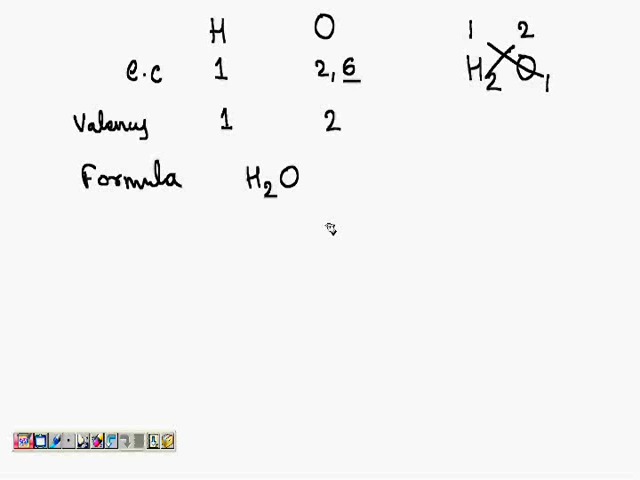 H O
e.c 1 2, 6
Valency 1 2
Formula H₂O
1 2
H₂ O₁